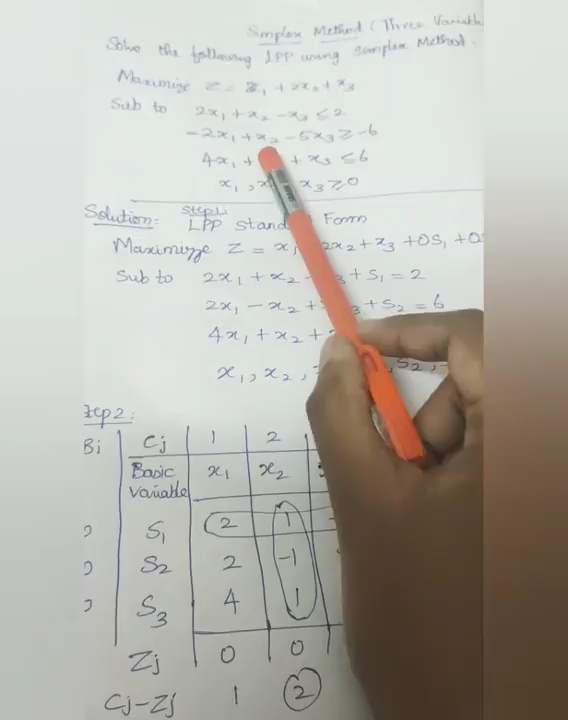 Simplex Method (Three Variable
Solve the following LPP using Simplex Method.
Maximize Z = x₁ + 2x₂ + x₃
Sub to 2x₁ + x₂ - x₃ ≤ 2
-2x₁ + x₂ - 5x₃ ≥ -6
4x₁ + + x₃ ≤ 6
x₁, x₃ ≥ 0
Solution: Step1:
LPP Stand Form
Maximize Z = x₁ 2x₂ + x₃ + 0S₁ + 0
Sub to 2x₁ + x₂ - + S₁ = 2
2x₁ - x₂ + + S₂ = 6
4x₁ + x₂ +
x₁, x₂, S₂,
Step2:
Bi Cj 1 2
Basic Variable x₁ x₂
0 S₁ 2 1 -
0 S₂ 2 -1
0 S₃ 4 1
Zj 0 0
Cj-Zj 1 2